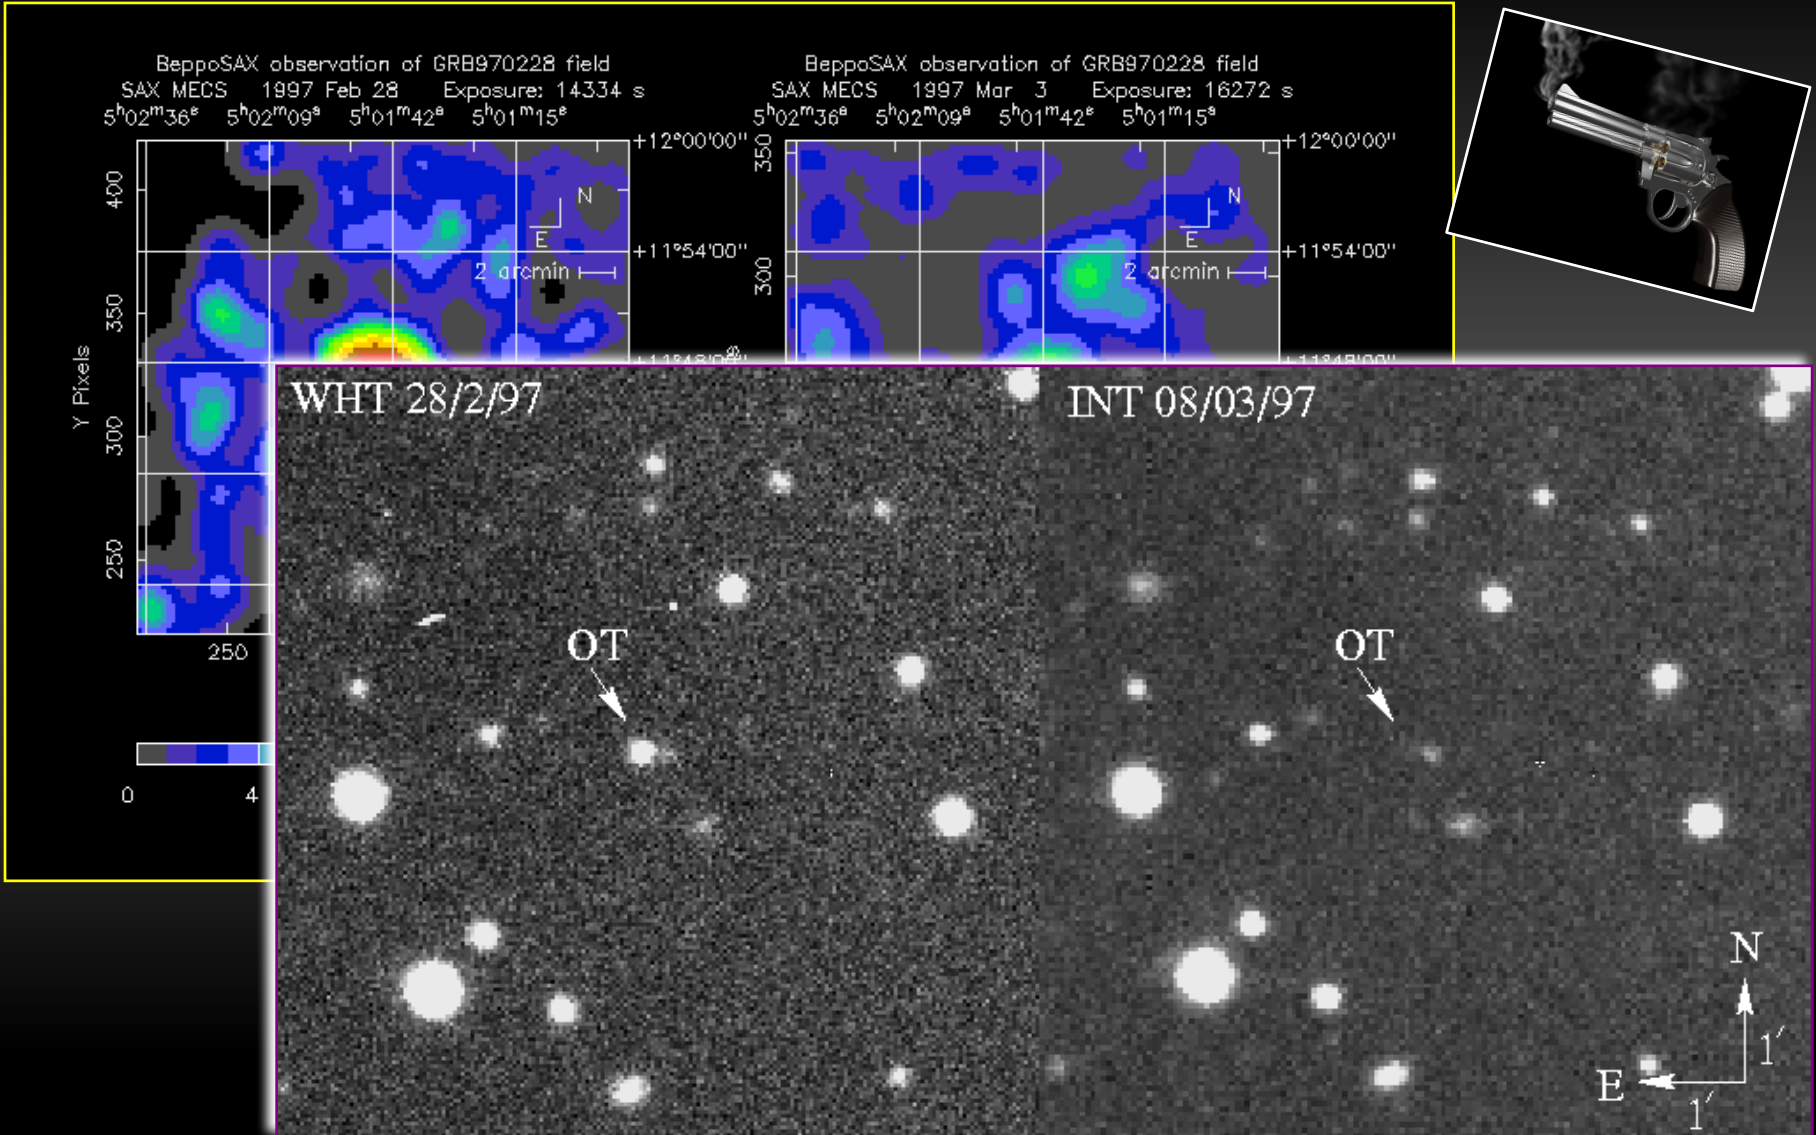 BeppoSAX observation of GRB970228 field
SAX MECS 1997 Feb 28 Exposure: 14334 s
5h02m36s 5h02m09s 5h01m42s 5h01m15s
+12°00'00"
400
N
E
+11°54'00"
2 arcmin
350
Y Pixels
300
250
250
0 4
BeppoSAX observation of GRB970228 field
SAX MECS 1997 Mar 3 Exposure: 16272 s
5h02m36s 5h02m09s 5h01m42s 5h01m15s
350
+12°00'00"
N
E
+11°54'00"
2 arcmin
300
WHT 28/2/97
OT
INT 08/03/97
OT
N
1′
E
1′